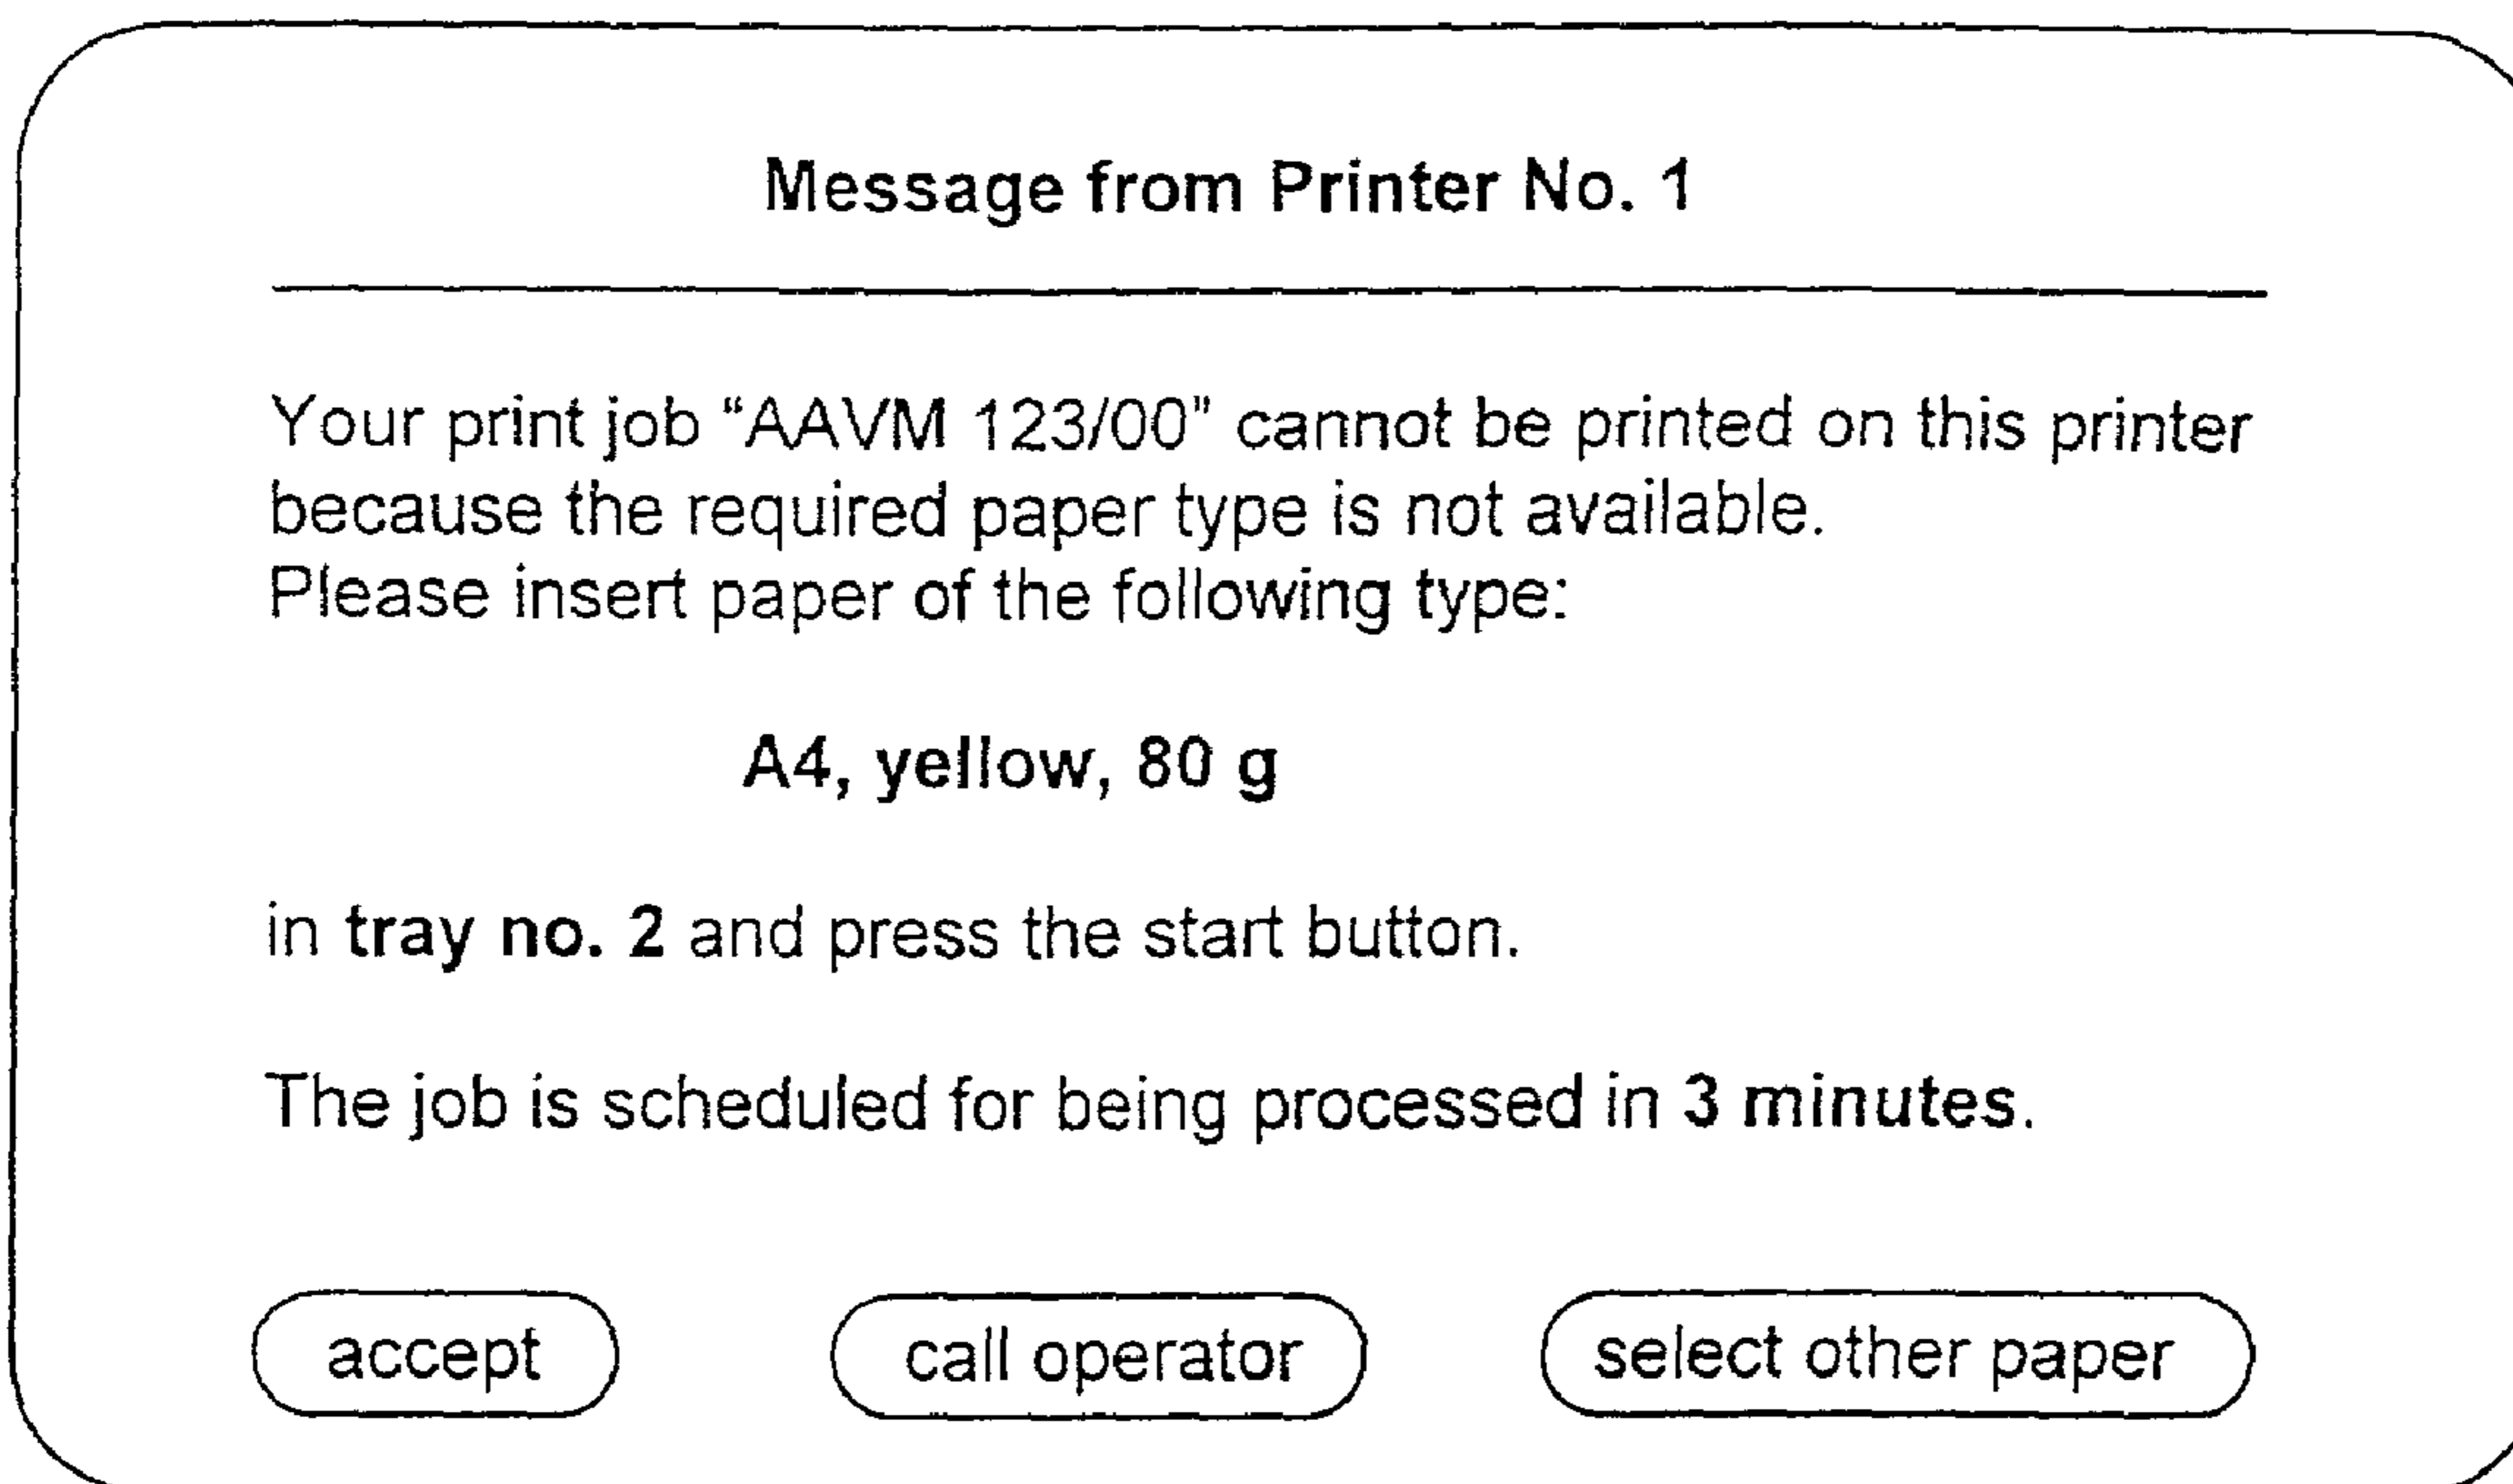 Message from Printer No. 1
Your print job “AAVM 123/00” cannot be printed on this printer
because the required paper type is not available.
Please insert paper of the following type:
A4, yellow, 80 g
in tray no. 2 and press the start button.
The job is scheduled for being processed in 3 minutes.
accept
call operator
select other paper